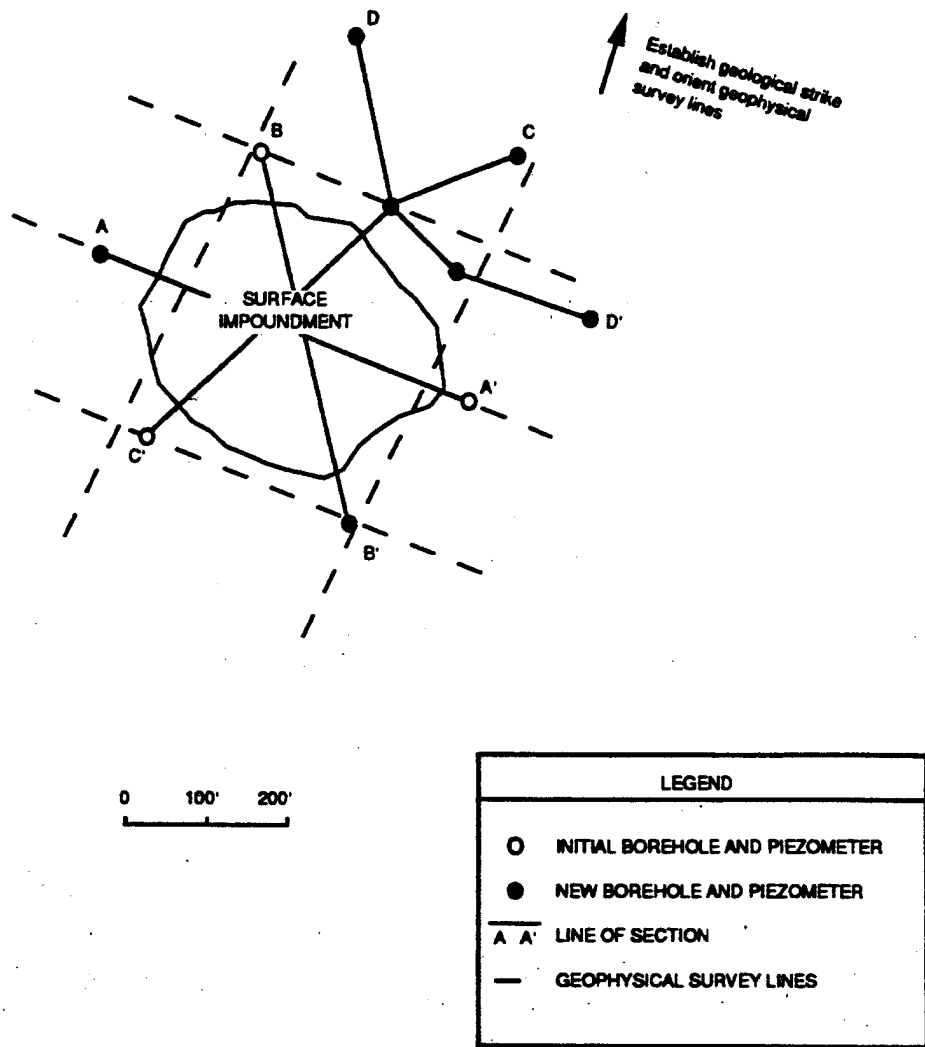 D
Establish geological strike
and orient geophysical
survey lines
B
C
A
SURFACE
IMPOUNDMENT
D'
A'
C'
B'
0 100' 200'
LEGEND
INITIAL BOREHOLE AND PIEZOMETER
NEW BOREHOLE AND PIEZOMETER
A A' LINE OF SECTION
GEOPHYSICAL SURVEY LINES